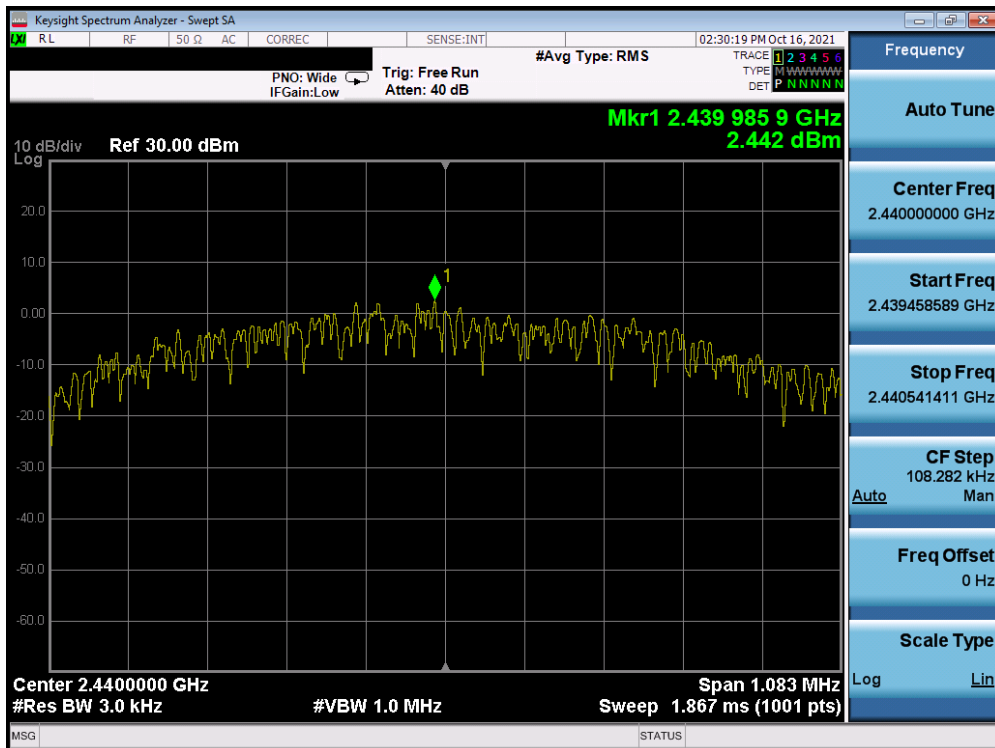 Keysight Spectrum Analyzer - Swept SA
LXI RL RF 50 Ω AC CORREC SENSE:INT 02:30:19 PM Oct 16, 2021
#Avg Type: RMS TRACE 1 2 3 4 5 6
PNO: Wide Trig: Free Run TYPE M WWWWW
IFGain:Low Atten: 40 dB DET P N N N N N
Mkr1 2.439 985 9 GHz
2.442 dBm
10 dB/div Ref 30.00 dBm
Log
1
20.0
10.0
0.00
-10.0
-20.0
-30.0
-40.0
-50.0
-60.0
Center 2.4400000 GHz Span 1.083 MHz
#Res BW 3.0 kHz #VBW 1.0 MHz Sweep 1.867 ms (1001 pts)
MSG STATUS
Frequency
Auto Tune
Center Freq
2.440000000 GHz
Start Freq
2.439458589 GHz
Stop Freq
2.440541411 GHz
CF Step
108.282 kHz
Auto Man
Freq Offset
0 Hz
Scale Type
Log Lin